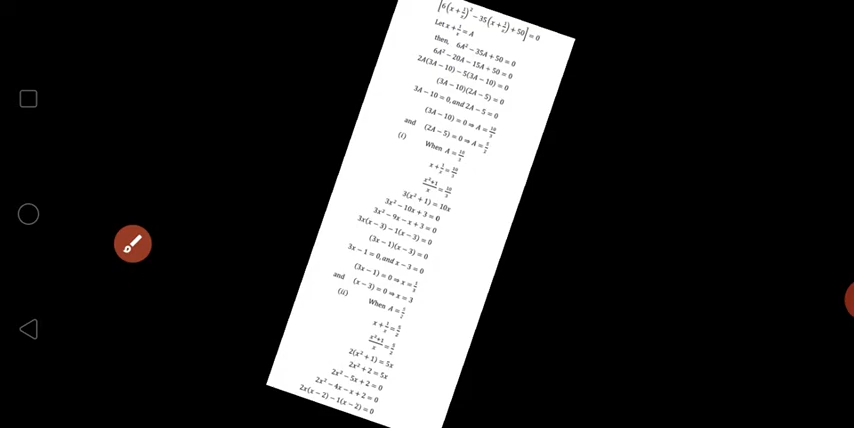 [6(x + 1/x)² − 35(x + 1/x) + 50] = 0
Let x + 1/x = A
then, 6A² − 35A + 50 = 0
6A² − 20A − 15A + 50 = 0
2A(3A − 10) − 5(3A − 10) = 0
(3A − 10)(2A − 5) = 0
3A − 10 = 0, and 2A − 5 = 0
(3A − 10) = 0 ⇒ A = 10/3
and (2A − 5) = 0 ⇒ A = 5/2
(i) When A = 10/3
x + 1/x = 10/3
x²+1/x = 10/3
3(x² + 1) = 10x
3x² − 10x + 3 = 0
3x² − 9x − x + 3 = 0
3x(x − 3) − 1(x − 3) = 0
(3x − 1)(x − 3) = 0
3x − 1 = 0, and x − 3 = 0
(3x − 1) = 0 ⇒ x = 1/3
and (x − 3) = 0 ⇒ x = 3
(ii) When A = 5/2
x + 1/x = 5/2
x²+1/x = 5/2
2(x² + 1) = 5x
2x² + 2 = 5x
2x² − 5x + 2 = 0
2x² − 4x − x + 2 = 0
2x(x − 2) − 1(x − 2) = 0